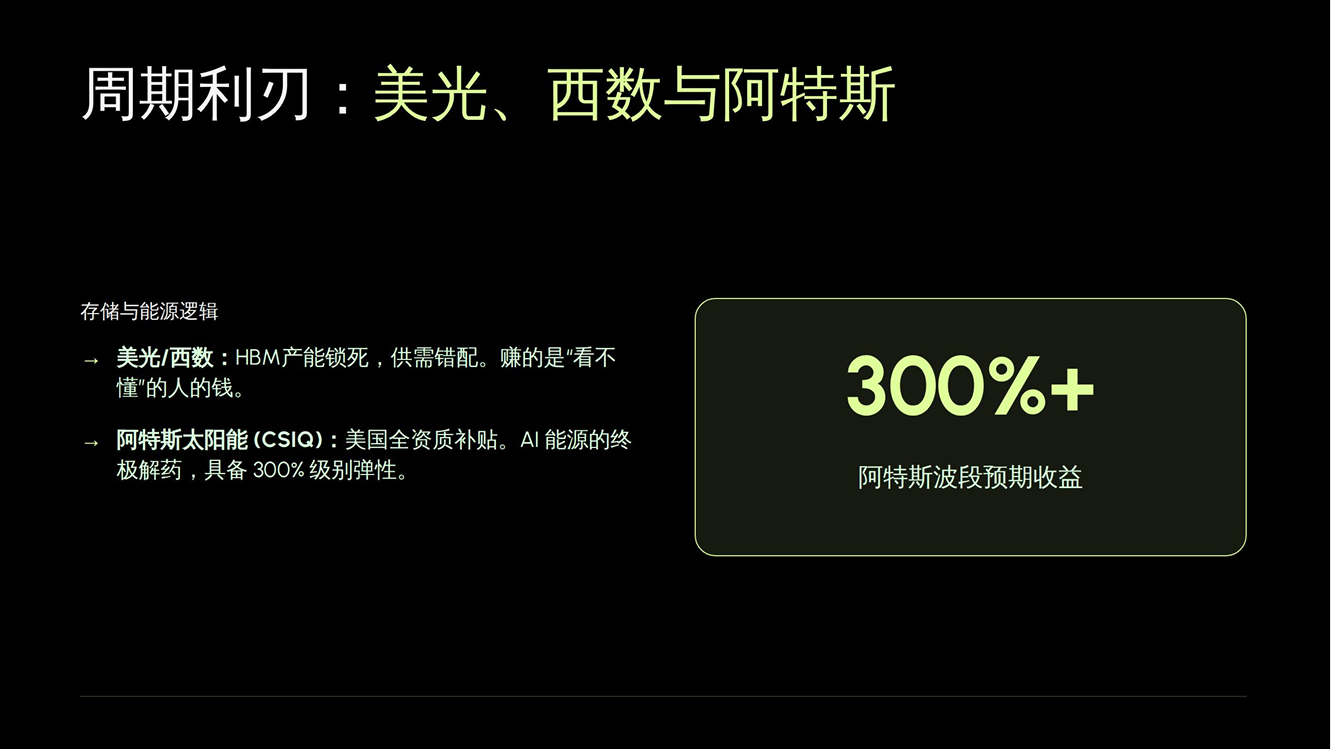 周期利刃：美光、西数与阿特斯
存储与能源逻辑
→ 美光/西数：HBM产能锁死，供需错配。赚的是“看不
懂”的人的钱。
→ 阿特斯太阳能 (CSIQ)：美国全资质补贴。AI 能源的终
极解药，具备 300% 级别弹性。
300%+
阿特斯波段预期收益